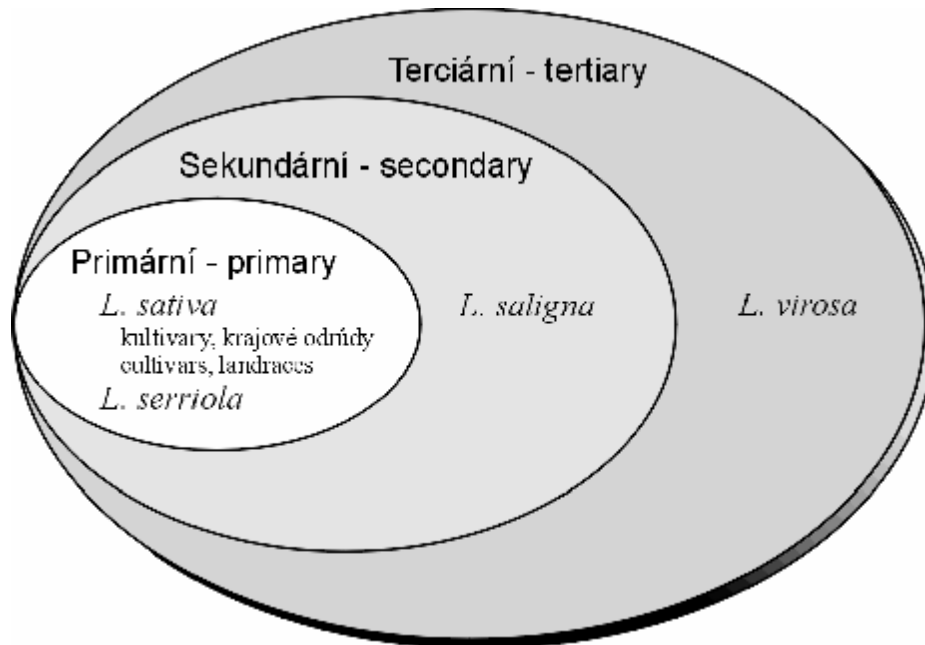 Terciární - tertiary
Sekundární - secondary
Primární - primary
L. sativa
kultivary, krajové odrůdy
cultivars, landraces
L. serriola
L. saligna
L. virosa